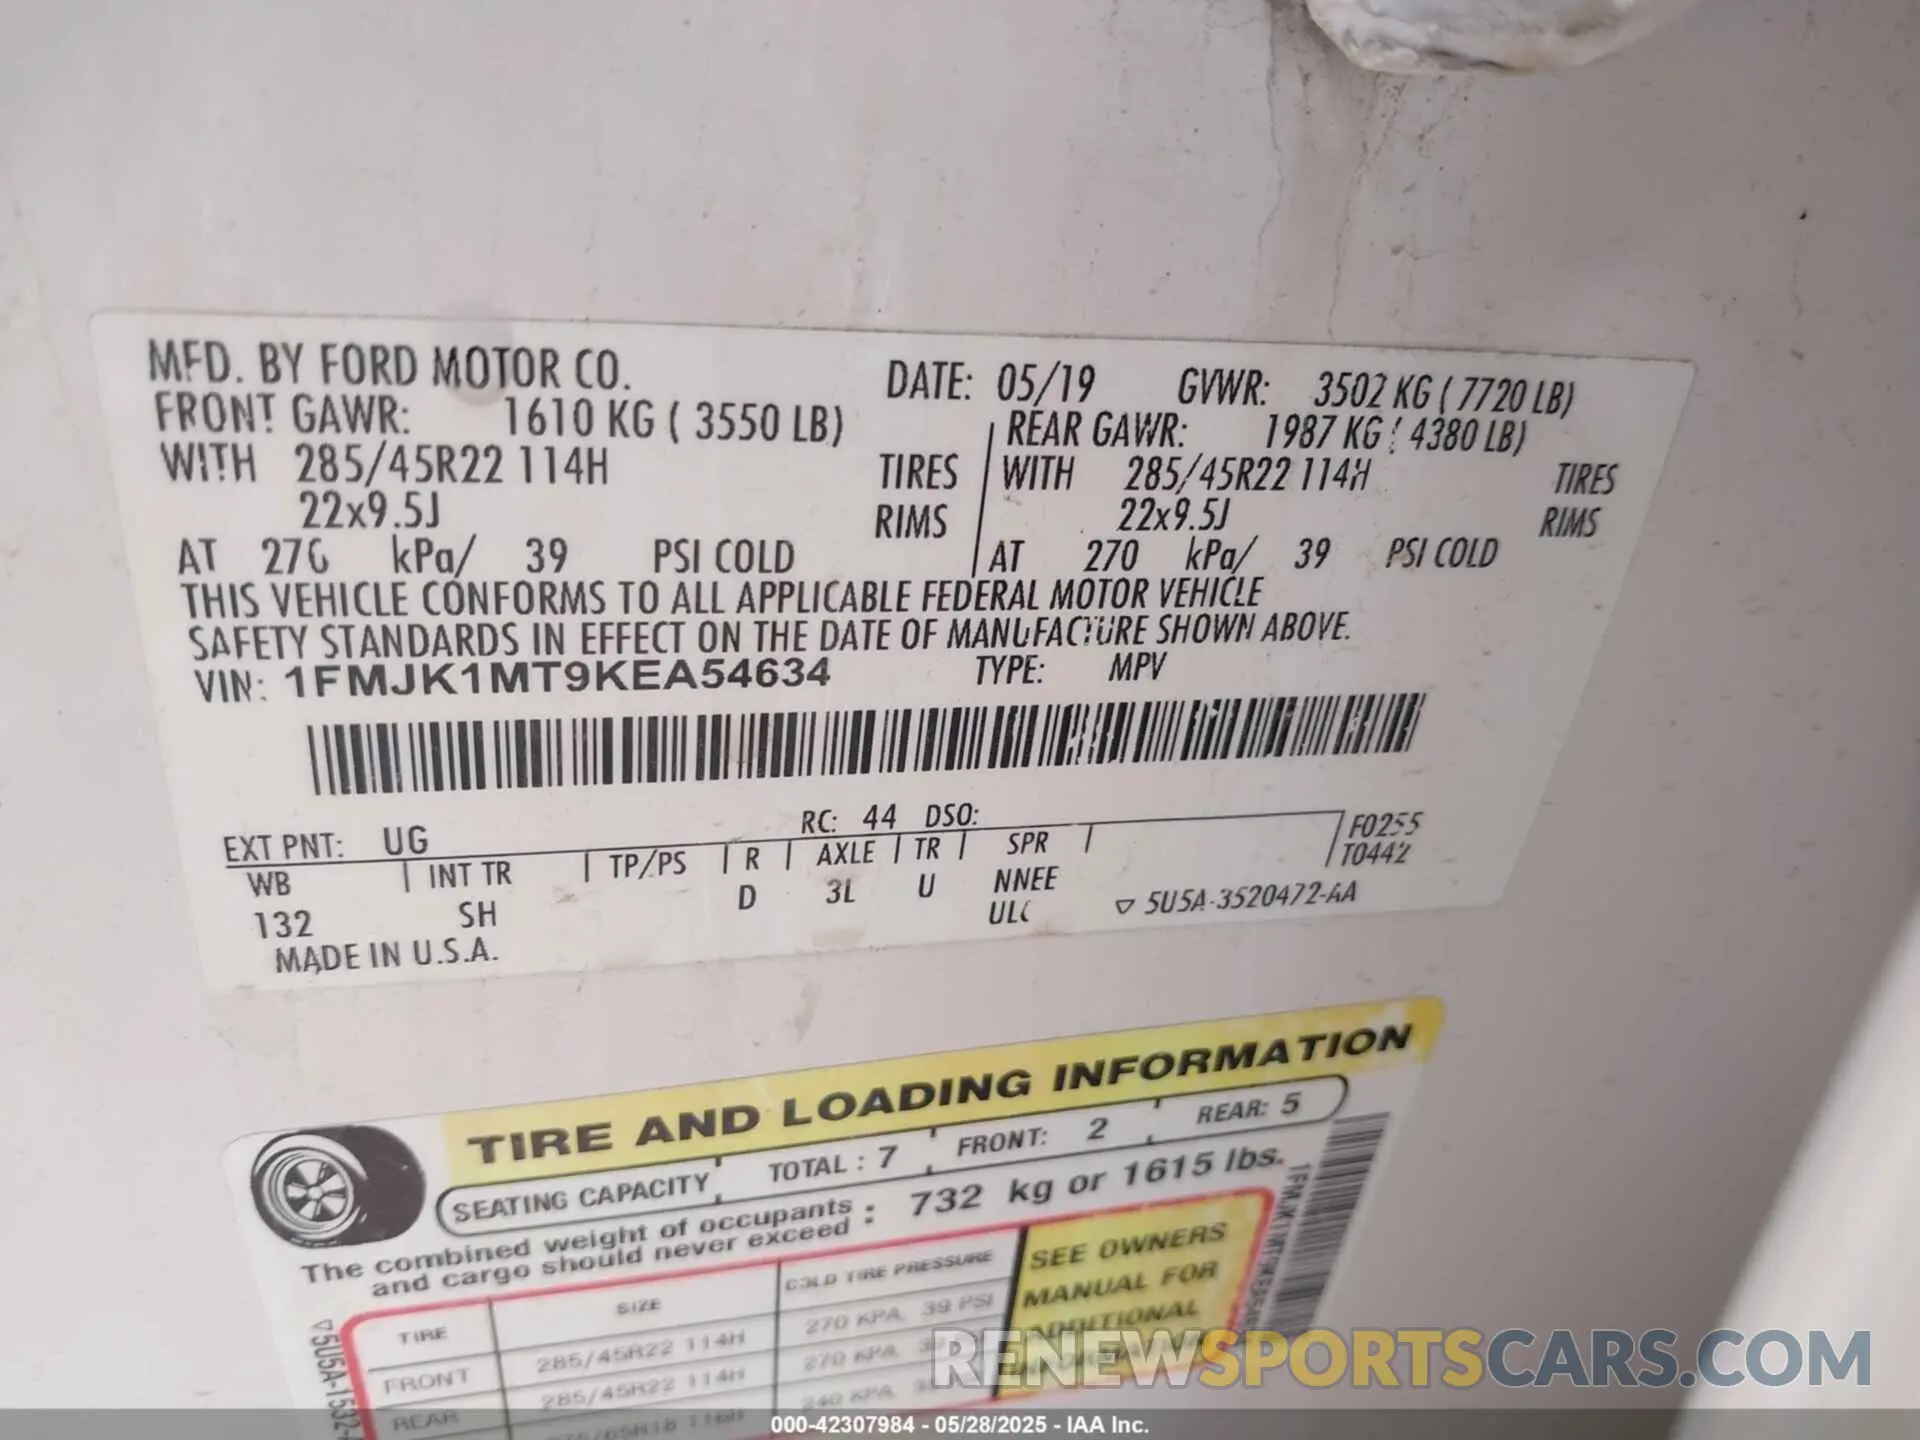 MFD. BY FORD MOTOR CO.
DATE: 05/19 GVWR: 3502 KG ( 7720 LB)
FRONT GAWR: 1610 KG ( 3550 LB) REAR GAWR: 1987 KG ( 4380 LB)
WITH 285/45R22 114H TIRES WITH 285/45R22 114H TIRES
22x9.5J RIMS 22x9.5J RIMS
AT 270 kPa/ 39 PSI COLD AT 270 kPa/ 39 PSI COLD
THIS VEHICLE CONFORMS TO ALL APPLICABLE FEDERAL MOTOR VEHICLE
SAFETY STANDARDS IN EFFECT ON THE DATE OF MANUFACTURE SHOWN ABOVE.
VIN: 1FMJK1MT9KEA54634 TYPE: MPV
EXT PNT: UG RC: 44 DSO: F0255
WB INT TR TP/PS R AXLE TR SPR T0442
132 SH D 3L U NNEE
ULC ▽ 5U5A-3520472-AA
MADE IN U.S.A.
TIRE AND LOADING INFORMATION
SEATING CAPACITY TOTAL : 7 FRONT: 2 REAR: 5
The combined weight of occupants and cargo should never exceed : 732 kg or 1615 lbs.
TIRE SIZE COLD TIRE PRESSURE
FRONT 285/45R22 114H 270 KPA, 39 PSI
REAR 285/45R22 114H 270 KPA,
240 KPA,
SEE OWNERS
MANUAL FOR
ADDITIONAL
INFORMATION
RENEWSPORTSCARS.COM
000-42307984 - 05/28/2025 - IAA Inc.